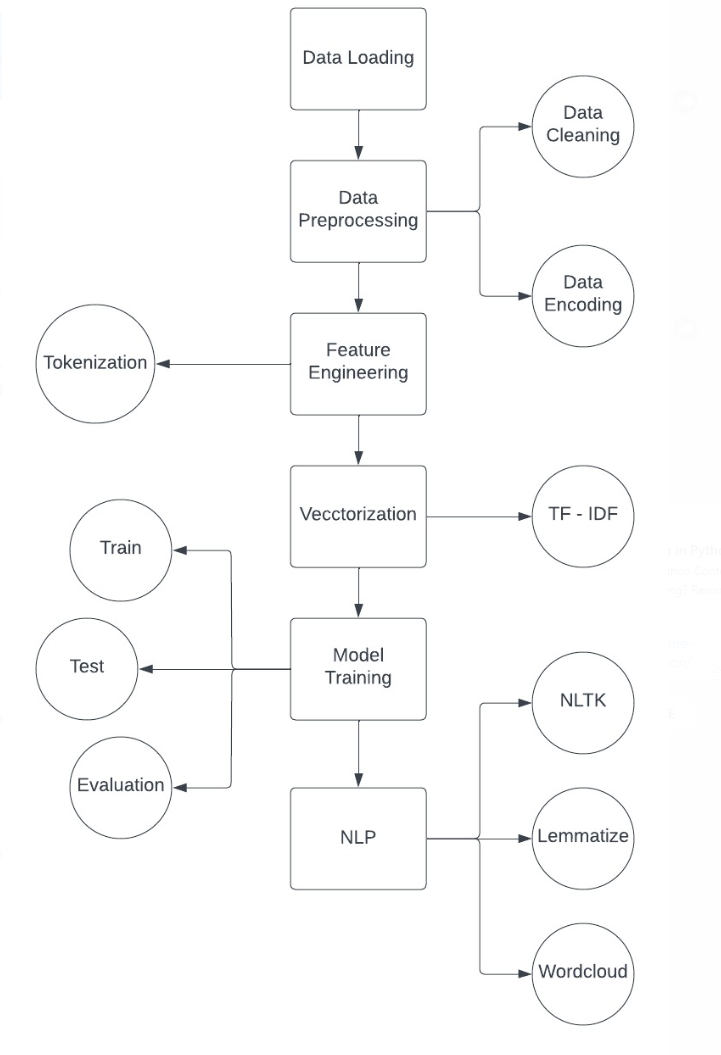 Data Loading
Data
Cleaning
Data
Preprocessing
Data
Encoding
Feature
Engineering
Tokenization
Vecctorization
TF - IDF
Train
Model
Training
Test
NLTK
Evaluation
NLP
Lemmatize
Wordcloud